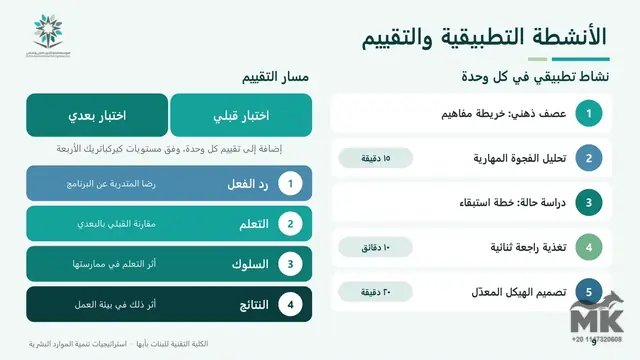 الأنشطة التطبيقية والتقييم
نشاط تطبيقي في كل وحدة
1 عصف ذهني: خريطة مفاهيم
2 تحليل الفجوة المهارية ١٥ دقيقة
3 دراسة حالة: خطة استبقاء
4 تغذية راجعة ثنائية ١٠ دقائق
5 تصميم الهيكل المعدّل ٢٠ دقيقة
مسار التقييم
اختبار قبلي
اختبار بعدي
إضافة إلى تقييم كل وحدة، وفق مستويات كيركباتريك الأربعة
1 رد الفعل رضا المتدربة عن البرنامج
2 التعلم مقارنة القبلي بالبعدي
3 السلوك أثر التعلم في ممارستها
4 النتائج أثر ذلك في بيئة العمل
الكلية التقنية للبنات بأبها · استراتيجيات تنمية الموارد البشرية
9
MK
+20 1147320608